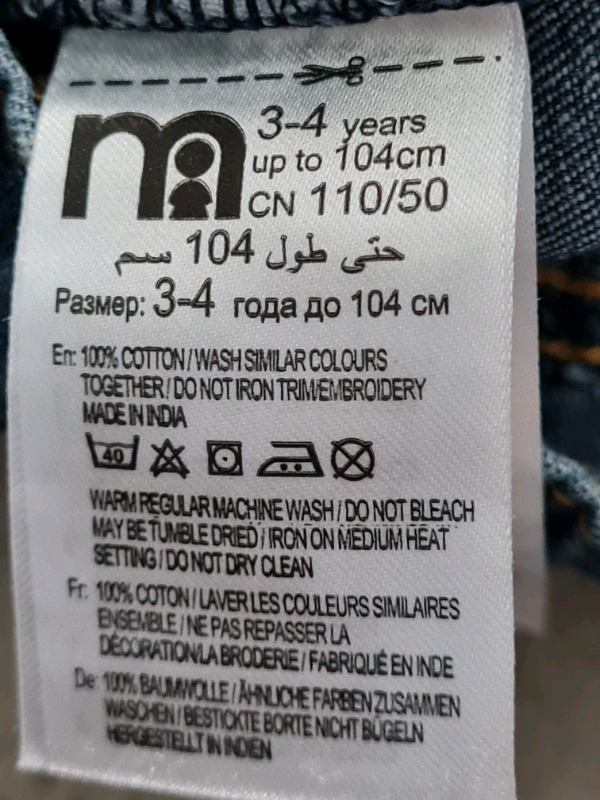 3-4 years
up to 104cm
CN 110/50
حتى طول 104 سم
Размер: 3-4 года до 104 см
En: 100% COTTON / WASH SIMILAR COLOURS
TOGETHER / DO NOT IRON TRIM/EMBROIDERY
MADE IN INDIA
40
WARM REGULAR MACHINE WASH / DO NOT BLEACH
MAY BE TUMBLE DRIED / IRON ON MEDIUM HEAT
SETTING / DO NOT DRY CLEAN
Fr: 100% COTON / LAVER LES COULEURS SIMILAIRES
ENSEMBLE / NE PAS REPASSER LA
DÉCORATION/LA BRODERIE / FABRIQUÉ EN INDE
De: 100% BAUMWOLLE / ÄHNLICHE FARBEN ZUSAMMEN
WASCHEN / BESTICKTE BORTE NICHT BÜGELN
HERGESTELLT IN INDIEN